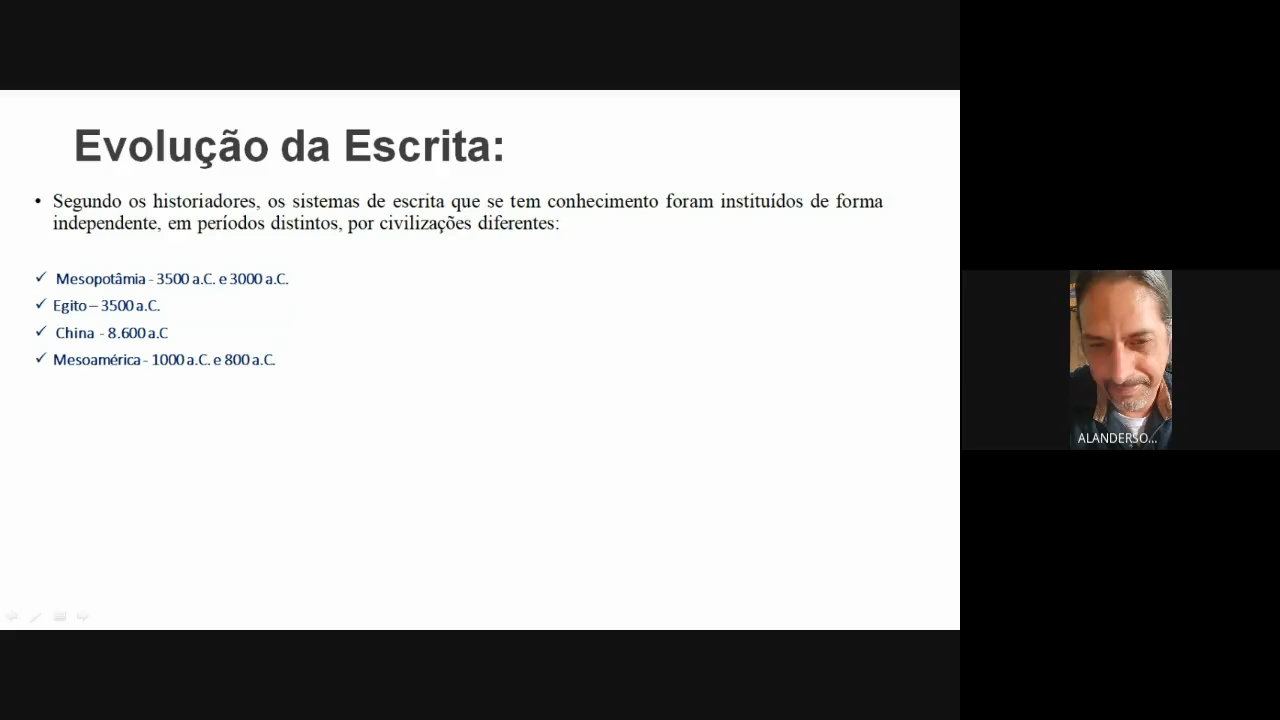 Evolução da Escrita:
• Segundo os historiadores, os sistemas de escrita que se tem conhecimento foram instituídos de forma
independente, em períodos distintos, por civilizações diferentes:
✓ Mesopotâmia - 3500 a.C. e 3000 a.C.
✓ Egito – 3500 a.C.
✓ China - 8.600 a.C
✓ Mesoamérica - 1000 a.C. e 800 a.C.
ALANDERSO...